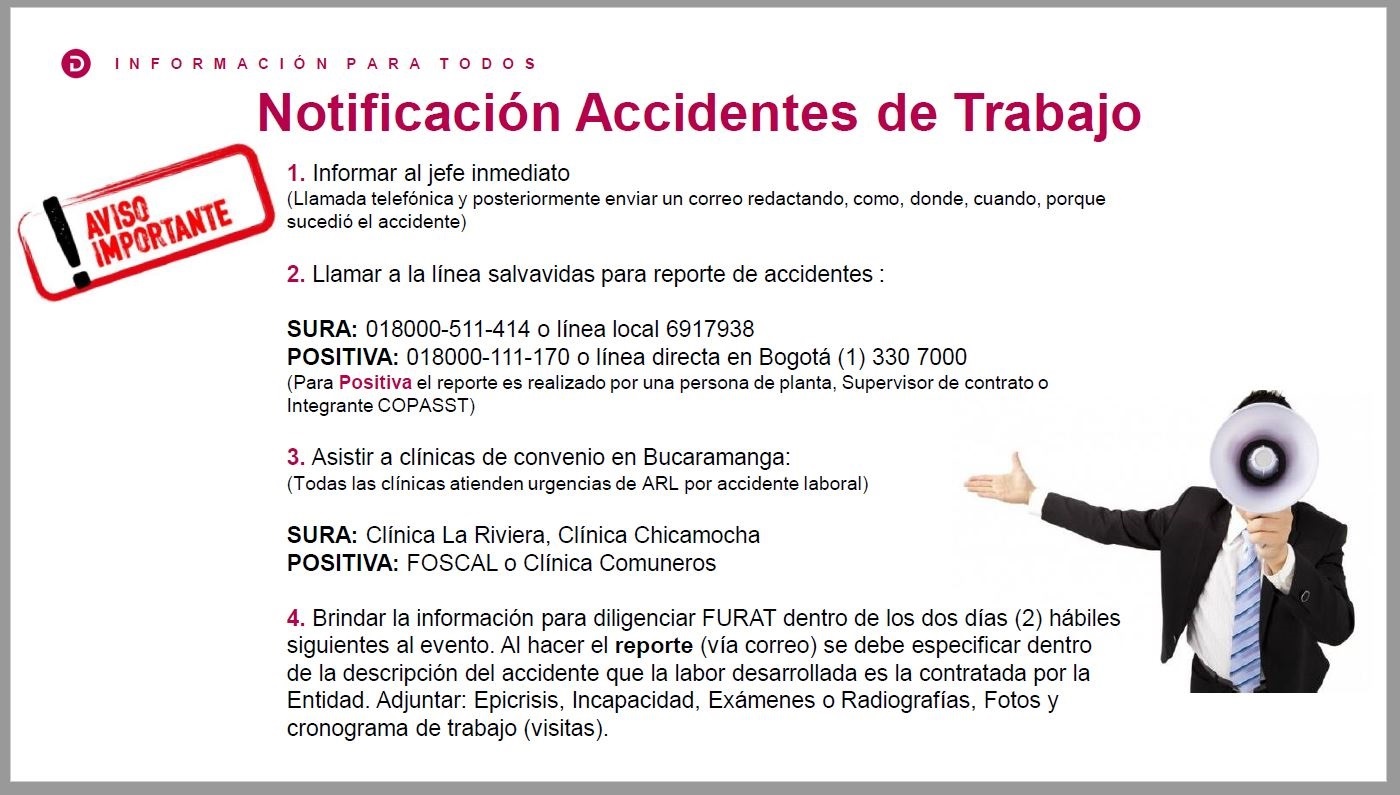 D INFORMACIÓN PARA TODOS
Notificación Accidentes de Trabajo
AVISO
IMPORTANTE
1. Informar al jefe inmediato
(Llamada telefónica y posteriormente enviar un correo redactando, como, donde, cuando, porque
sucedió el accidente)
2. Llamar a la línea salvavidas para reporte de accidentes :
SURA: 018000-511-414 o línea local 6917938
POSITIVA: 018000-111-170 o línea directa en Bogotá (1) 330 7000
(Para Positiva el reporte es realizado por una persona de planta, Supervisor de contrato o
Integrante COPASST)
3. Asistir a clínicas de convenio en Bucaramanga:
(Todas las clínicas atienden urgencias de ARL por accidente laboral)
SURA: Clínica La Riviera, Clínica Chicamocha
POSITIVA: FOSCAL o Clínica Comuneros
4. Brindar la información para diligenciar FURAT dentro de los dos días (2) hábiles
siguientes al evento. Al hacer el reporte (vía correo) se debe especificar dentro
de la descripción del accidente que la labor desarrollada es la contratada por la
Entidad. Adjuntar: Epicrisis, Incapacidad, Exámenes o Radiografías, Fotos y
cronograma de trabajo (visitas).